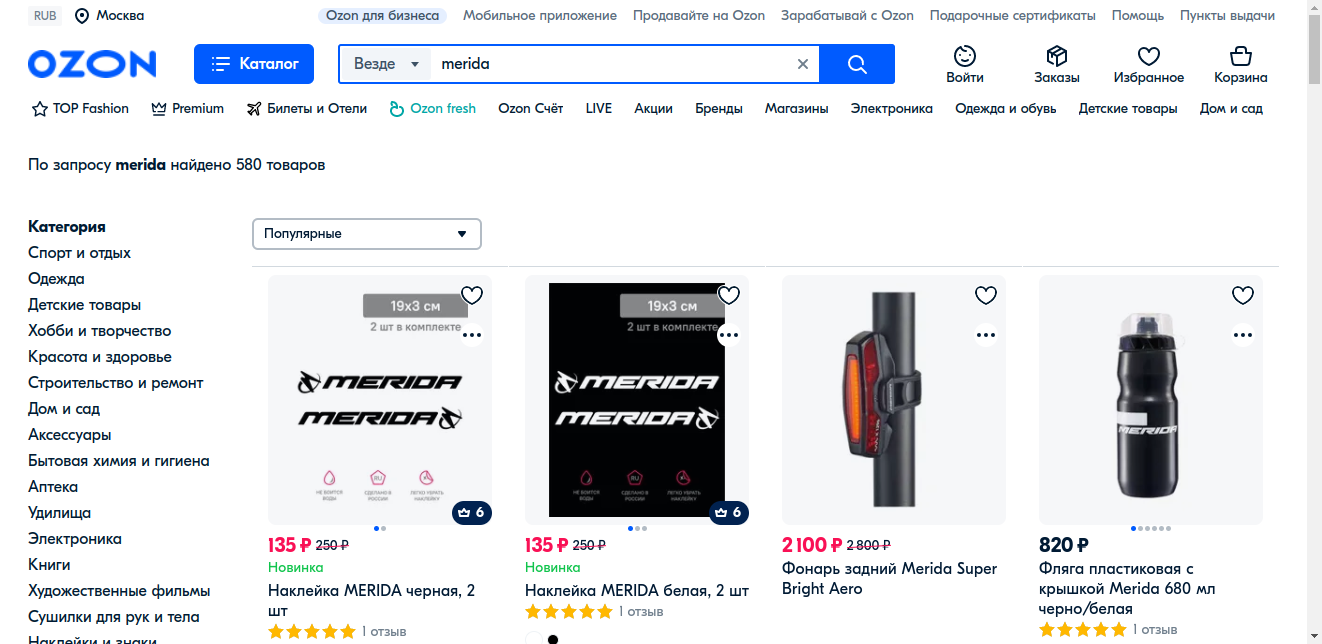 RUB Москва Ozon для бизнеса Мобильное приложение Продавайте на Ozon Зарабатывай с Ozon Подарочные сертификаты Помощь Пункты выдачи
OZON Каталог Везде merida Войти Заказы Избранное Корзина
TOP Fashion Premium Билеты и Отели Ozon fresh Ozon Счёт LIVE Акции Бренды Магазины Электроника Одежда и обувь Детские товары Дом и сад
По запросу merida найдено 580 товаров
Категория
Спорт и отдых
Одежда
Детские товары
Хобби и творчество
Красота и здоровье
Строительство и ремонт
Дом и сад
Аксессуары
Бытовая химия и гигиена
Аптека
Удилища
Электроника
Книги
Художественные фильмы
Сушилки для рук и тела
Наклейки и значки
Популярные
19x3 см
2 шт в комплекте
MERIDA
MERIDA
НЕ БОИТСЯ ВОДЫ
СДЕЛАНО В РОССИИ
ЛЕГКО УБРАТЬ НАКЛЕЙКУ
6
135 ₽ 250 ₽
Новинка
Наклейка MERIDA черная, 2
шт
1 отзыв
19x3 см
2 шт в комплекте
MERIDA
MERIDA
НЕ БОИТСЯ ВОДЫ
СДЕЛАНО В РОССИИ
ЛЕГКО УБРАТЬ НАКЛЕЙКУ
6
135 ₽ 250 ₽
Новинка
Наклейка MERIDA белая, 2 шт
1 отзыв
2 100 ₽ 2 800 ₽
Фонарь задний Merida Super
Bright Aero
MERIDA
820 ₽
Фляга пластиковая с
крышкой Merida 680 мл
черно/белая
1 отзыв